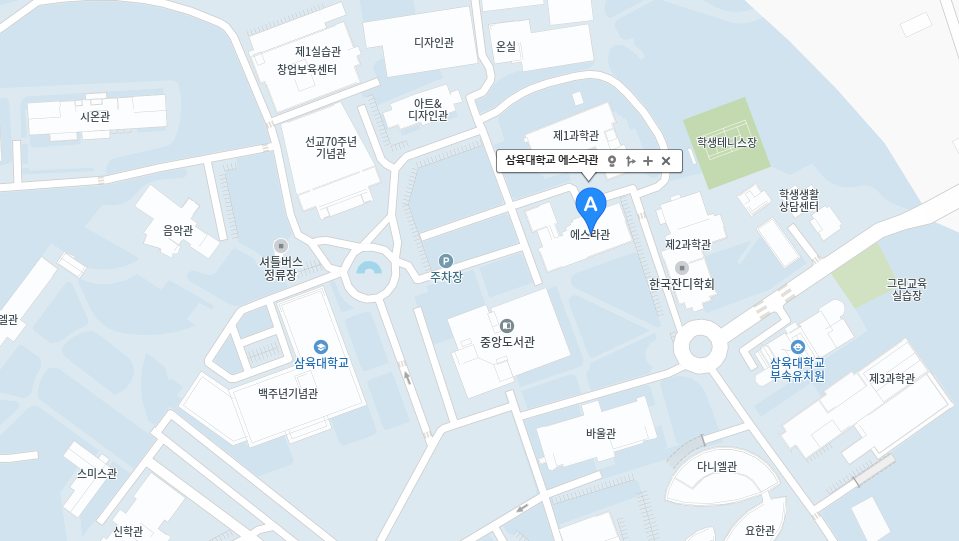 제1실습관
창업보육센터
디자인관
온실
시온관
아트&
디자인관
선교70주년
기념관
제1과학관
학생테니스장
삼육대학교 에스라관
A
에스라관
학생생활
상담센터
음악관
제2과학관
셔틀버스
정류장
P
주차장
한국잔디학회
그린교육
실습장
엘관
중앙도서관
삼육대학교
삼육대학교
부속유치원
백주년기념관
제3과학관
바울관
스미스관
다니엘관
신학관
요한관